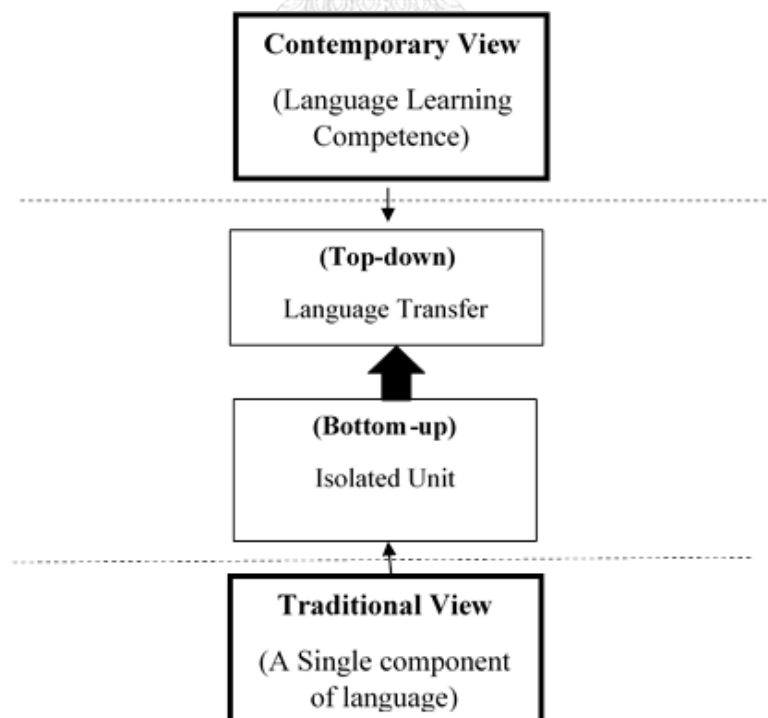 Contemporary View
(Language Learning
Competence)
(Top-down)
Language Transfer
(Bottom-up)
Isolated Unit
Traditional View
(A Single component
of language)